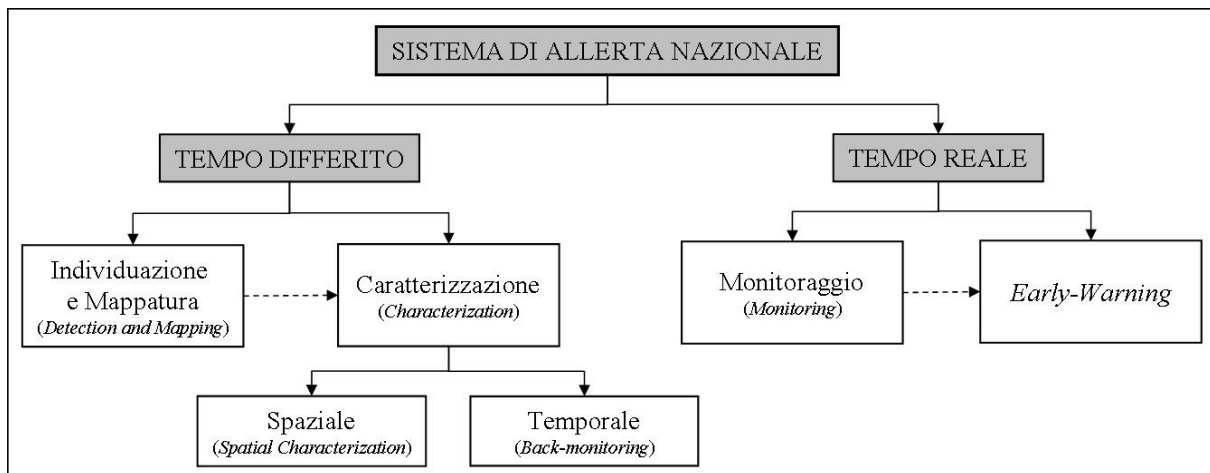 SISTEMA DI ALLERTA NAZIONALE
TEMPO DIFFERITO
TEMPO REALE
Individuazione
e Mappatura
(Detection and Mapping)
Caratterizzazione
(Characterization)
Monitoraggio
(Monitoring)
Early-Warning
Spaziale
(Spatial Characterization)
Temporale
(Back-monitoring)